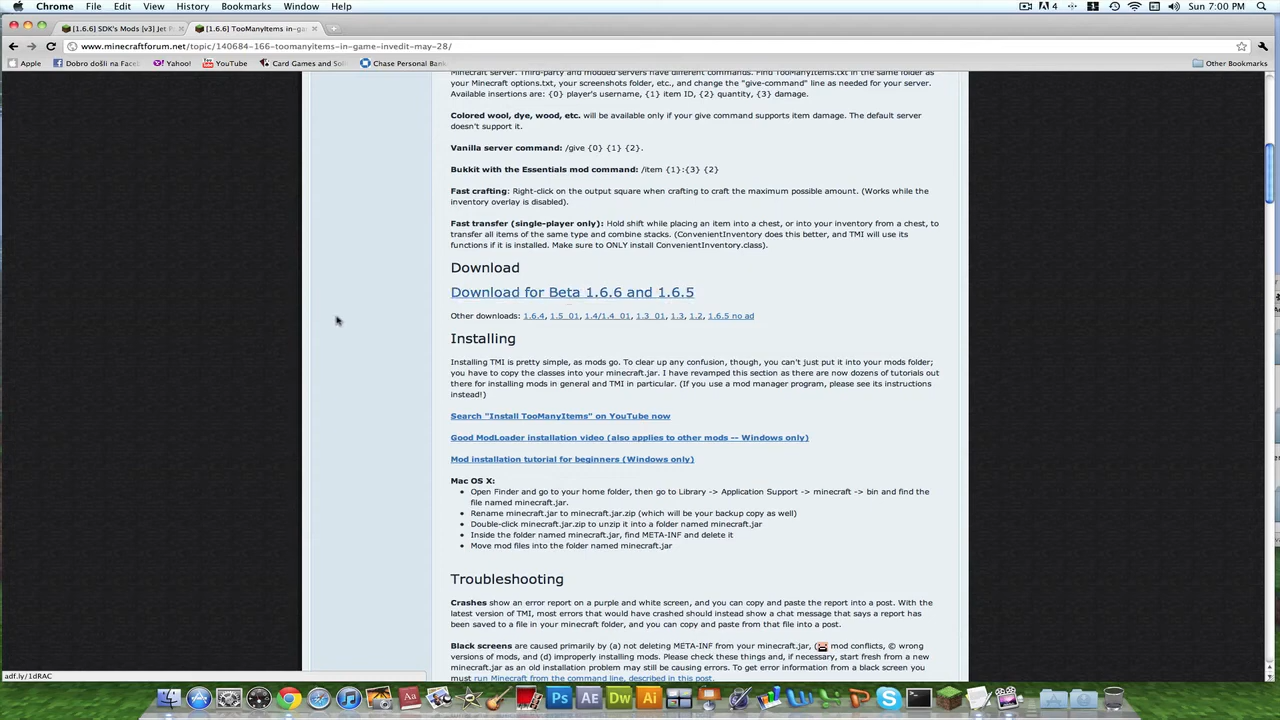 Chrome File Edit View History Bookmarks Window Help 4 1 Sun 7:00 PM
[1.6.6] SDK's Mods [v3] Jet P [1.6.6] TooManyItems in-ga
www.minecraftforum.net/topic/140684-166-toomanyitems-in-game-invedit-may-28/
Apple Dobro došli na Faceb Yahoo! YouTube Card Games and Sol Chase Personal Bank Other Bookmarks
Minecraft server. Third-party and modded servers have different commands. Find TooManyItems.txt in the same folder as
your Minecraft options.txt, your screenshots folder, etc., and change the "give-command" line as needed for your server.
Available insertions are: {0} player's username, {1} item ID, {2} quantity, {3} damage.
Colored wool, dye, wood, etc. will be available only if your give command supports item damage. The default server
doesn't support it.
Vanilla server command: /give {0} {1} {2}.
Bukkit with the Essentials mod command: /item {1}:{3} {2}
Fast crafting: Right-click on the output square when crafting to craft the maximum possible amount. (Works while the
inventory overlay is disabled).
Fast transfer (single-player only): Hold shift while placing an item into a chest, or into your inventory from a chest, to
transfer all items of the same type and combine stacks. (ConvenientInventory does this better, and TMI will use its
functions if it is installed. Make sure to ONLY install ConvenientInventory.class).
Download
Download for Beta 1.6.6 and 1.6.5
Other downloads: 1.6.4, 1.5_01, 1.4/1.4_01, 1.3_01, 1.3, 1.2, 1.6.5 no ad
Installing
Installing TMI is pretty simple, as mods go. To clear up any confusion, though, you can't just put it into your mods folder;
you have to copy the classes into your minecraft.jar. I have revamped this section as there are now dozens of tutorials out
there for installing mods in general and TMI in particular. (If you use a mod manager program, please see its instructions
instead!)
Search "Install TooManyItems" on YouTube now
Good ModLoader installation video (also applies to other mods -- Windows only)
Mod installation tutorial for beginners (Windows only)
Mac OS X:
• Open Finder and go to your home folder, then go to Library -> Application Support -> minecraft -> bin and find the
file named minecraft.jar.
• Rename minecraft.jar to minecraft.jar.zip (which will be your backup copy as well)
• Double-click minecraft.jar.zip to unzip it into a folder named minecraft.jar
• Inside the folder named minecraft.jar, find META-INF and delete it
• Move mod files into the folder named minecraft.jar
Troubleshooting
Crashes show an error report on a purple and white screen, and you can copy and paste the report into a post. With the
latest version of TMI, most errors that would have crashed should instead show a chat message that says a report has
been saved to a file in your minecraft folder, and you can copy and paste from that file into a post.
Black screens are caused primarily by (a) not deleting META-INF from your minecraft.jar, ( mod conflicts, © wrong
versions of mods, and (d) improperly installing mods. Please check these things and, if necessary, start fresh from a new
minecraft.jar as an old installation problem may still be causing errors. To get error information from a black screen you
must run Minecraft from the command line, described in this post.
adf.ly/1dRAC
Aa Ps AE Dw Ai